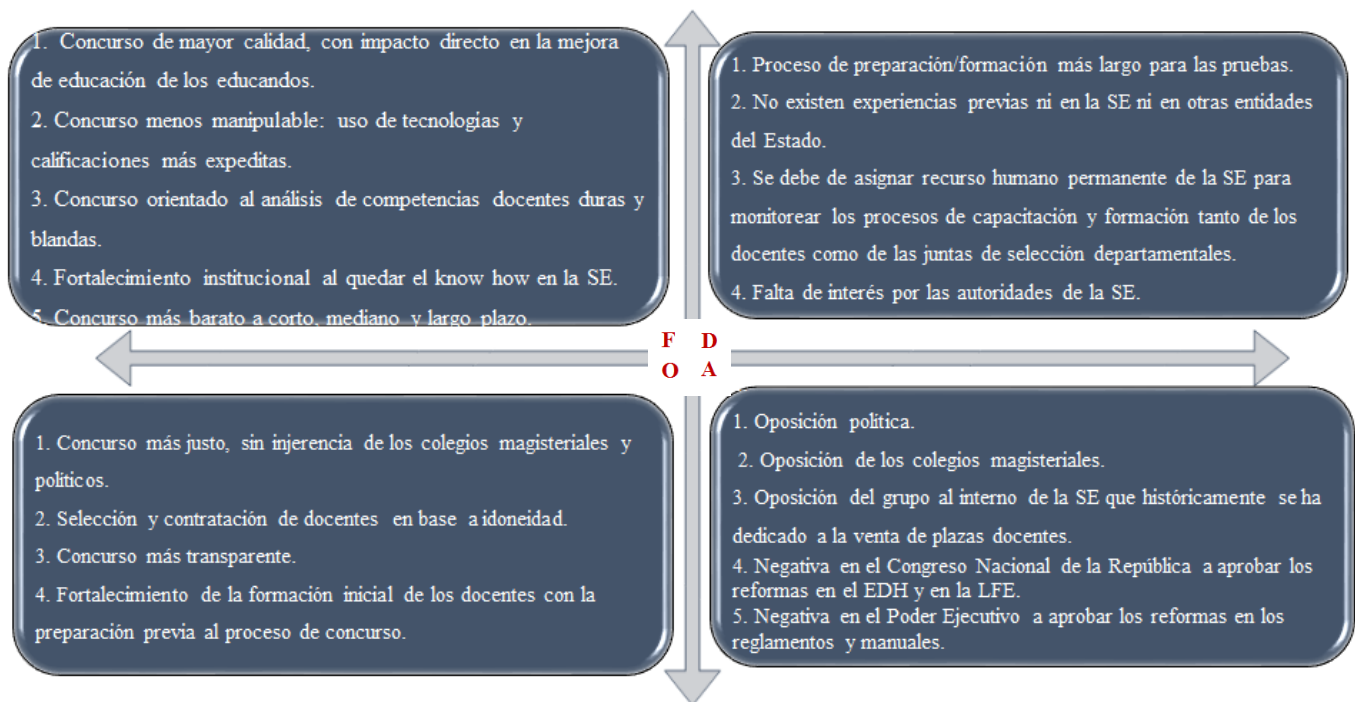 1. Concurso de mayor calidad, con impacto directo en la mejora
de educación de los educandos.
2. Concurso menos manipulable: uso de tecnologías y
calificaciones más expeditas.
3. Concurso orientado al análisis de competencias docentes duras y
blandas.
4. Fortalecimiento institucional al quedar el know how en la SE.
5. Concurso más barato a corto, mediano y largo plazo.
1. Proceso de preparación/formación más largo para las pruebas.
2. No existen experiencias previas ni en la SE ni en otras entidades
del Estado.
3. Se debe de asignar recurso humano permanente de la SE para
monitorear los procesos de capacitación y formación tanto de los
docentes como de las juntas de selección departamentales.
4. Falta de interés por las autoridades de la SE.
F D
O A
1. Concurso más justo, sin injerencia de los colegios magisteriales y
políticos.
2. Selección y contratación de docentes en base a idoneidad.
3. Concurso más transparente.
4. Fortalecimiento de la formación inicial de los docentes con la
preparación previa al proceso de concurso.
1. Oposición política.
2. Oposición de los colegios magisteriales.
3. Oposición del grupo al interno de la SE que históricamente se ha
dedicado a la venta de plazas docentes.
4. Negativa en el Congreso Nacional de la República a aprobar los
reformas en el EDH y en la LFE.
5. Negativa en el Poder Ejecutivo a aprobar los reformas en los
reglamentos y manuales.